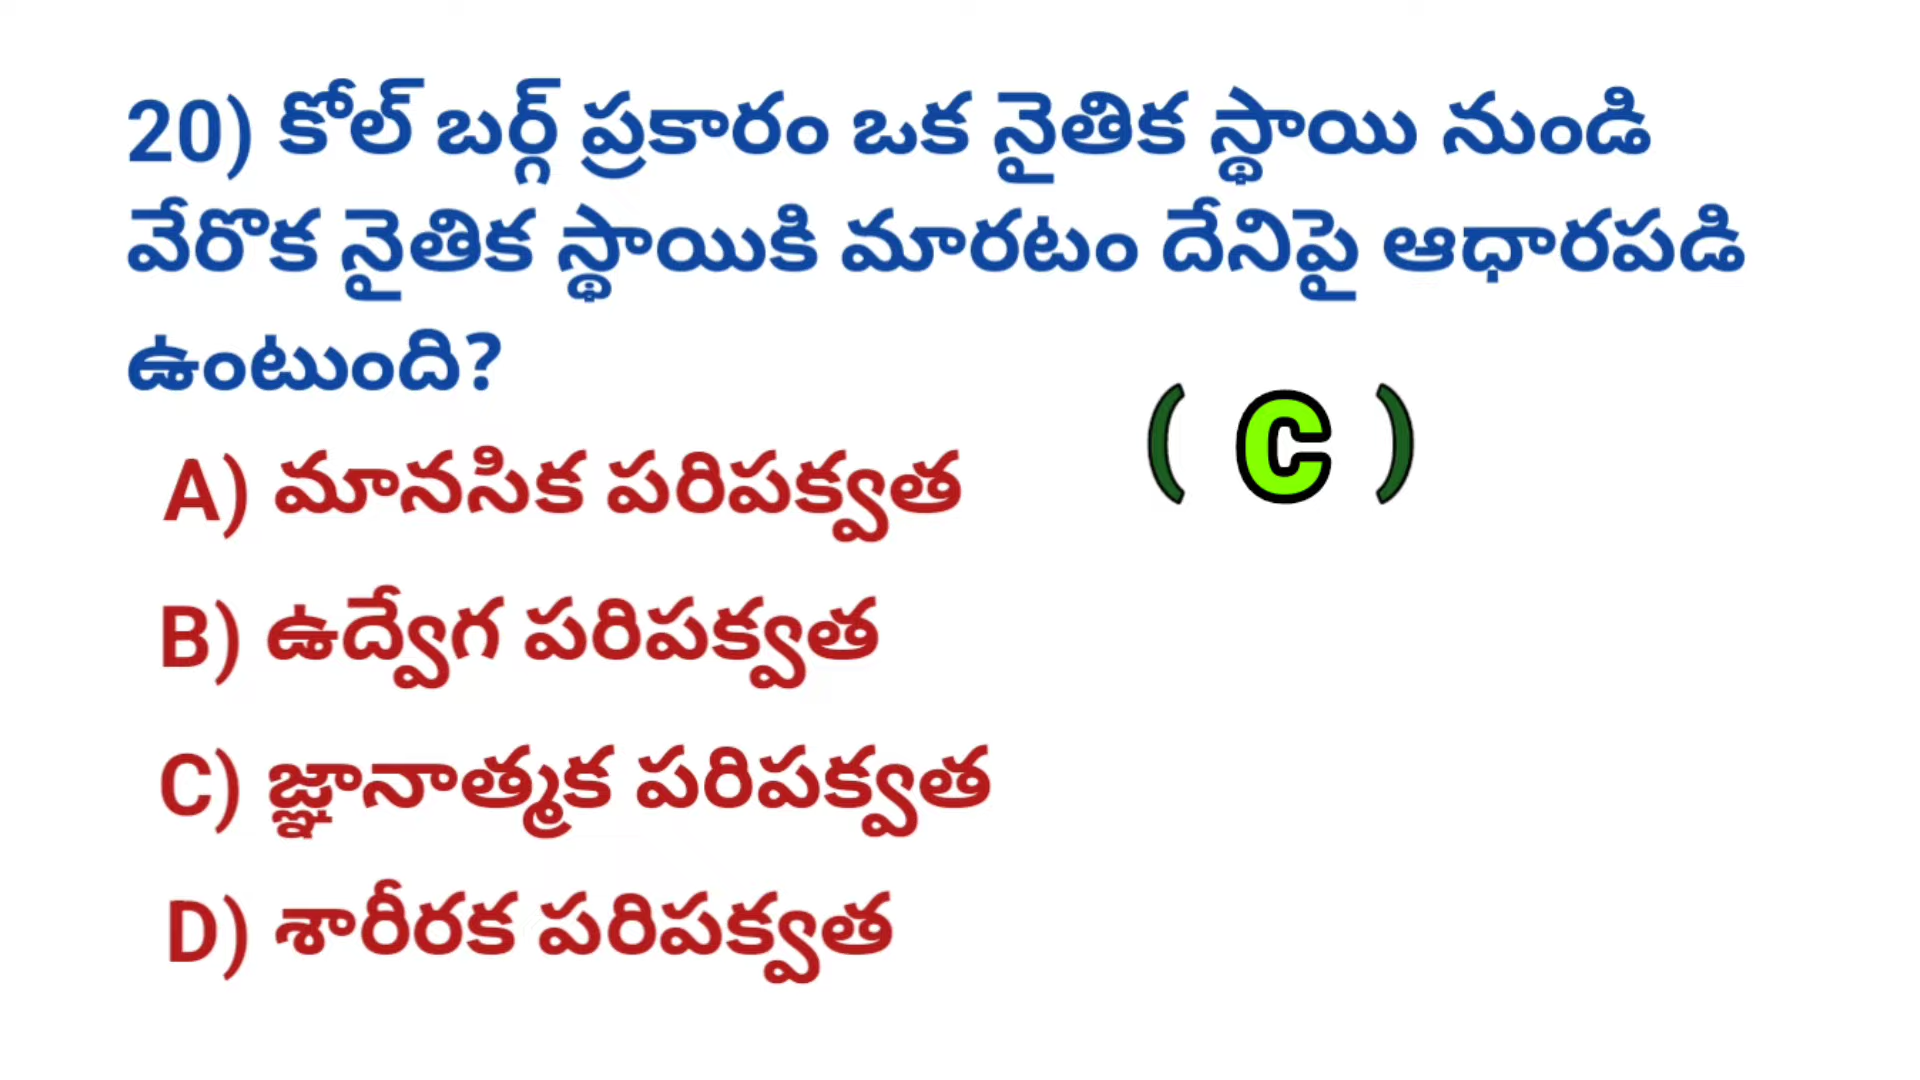 20) కోల్ బర్గ్ ప్రకారం ఒక నైతిక స్థాయి నుండి
వేరొక నైతిక స్థాయికి మారటం దేనిపై ఆధారపడి
ఉంటుంది?
( C )
A) మానసిక పరిపక్వత
B) ఉద్వేగ పరిపక్వత
C) జ్ఞానాత్మక పరిపక్వత
D) శారీరక పరిపక్వత